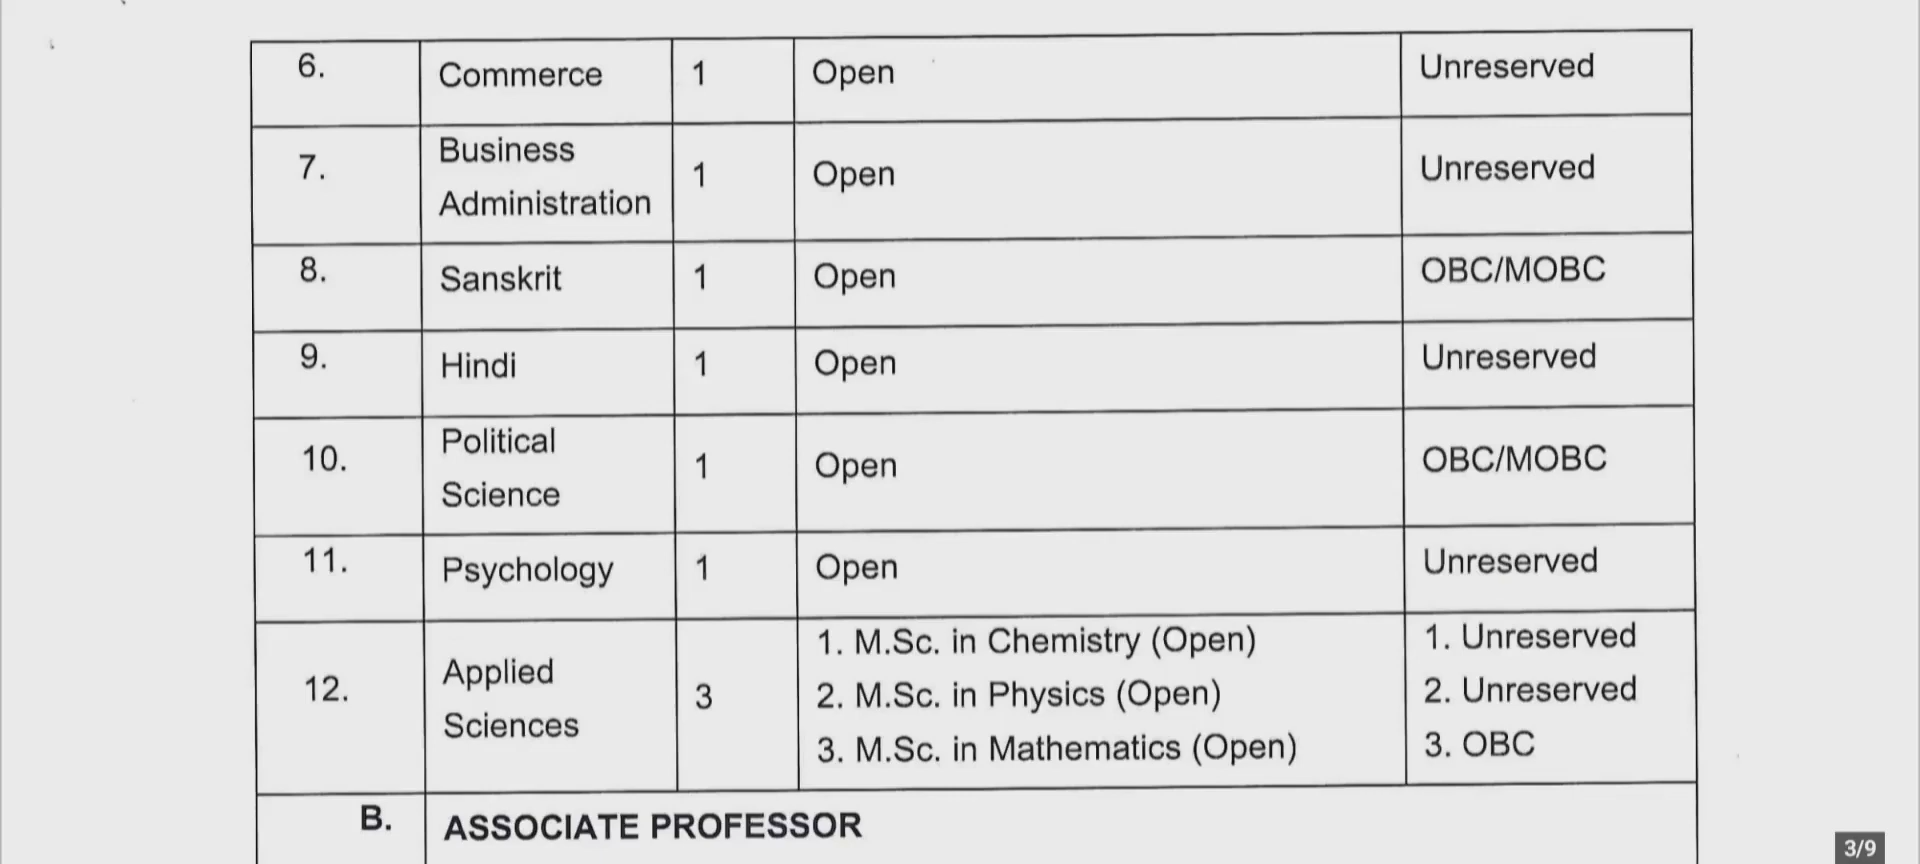 6. Commerce 1 Open Unreserved
7. Business Administration 1 Open Unreserved
8. Sanskrit 1 Open OBC/MOBC
9. Hindi 1 Open Unreserved
10. Political Science 1 Open OBC/MOBC
11. Psychology 1 Open Unreserved
12. Applied Sciences 3
1. M.Sc. in Chemistry (Open) 1. Unreserved
2. M.Sc. in Physics (Open) 2. Unreserved
3. M.Sc. in Mathematics (Open) 3. OBC
B. ASSOCIATE PROFESSOR
3/9